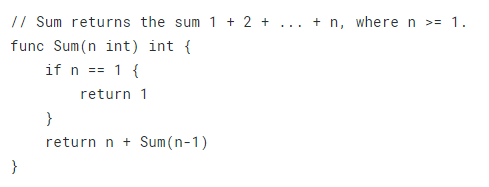 // Sum returns the sum 1 + 2 + ... + n, where n >= 1.
func Sum(n int) int {
    if n == 1 {
        return 1
    }
    return n + Sum(n-1)
}